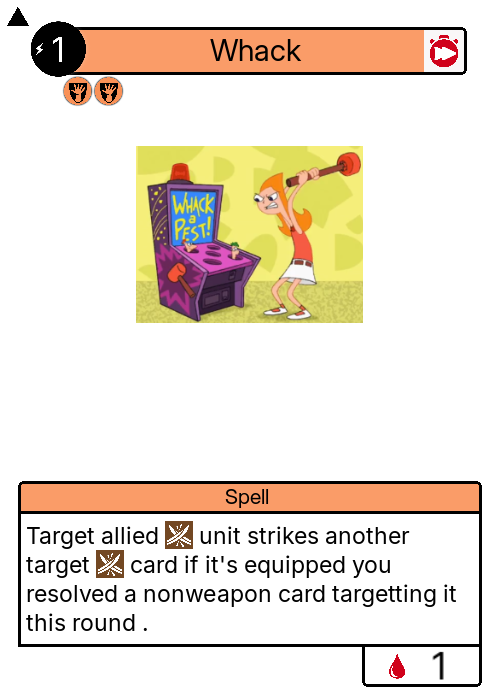 1
Whack
WHACK
a
PEST!
Spell
Target allied unit strikes another
target card if it's equipped you
resolved a nonweapon card targetting it
this round .
1